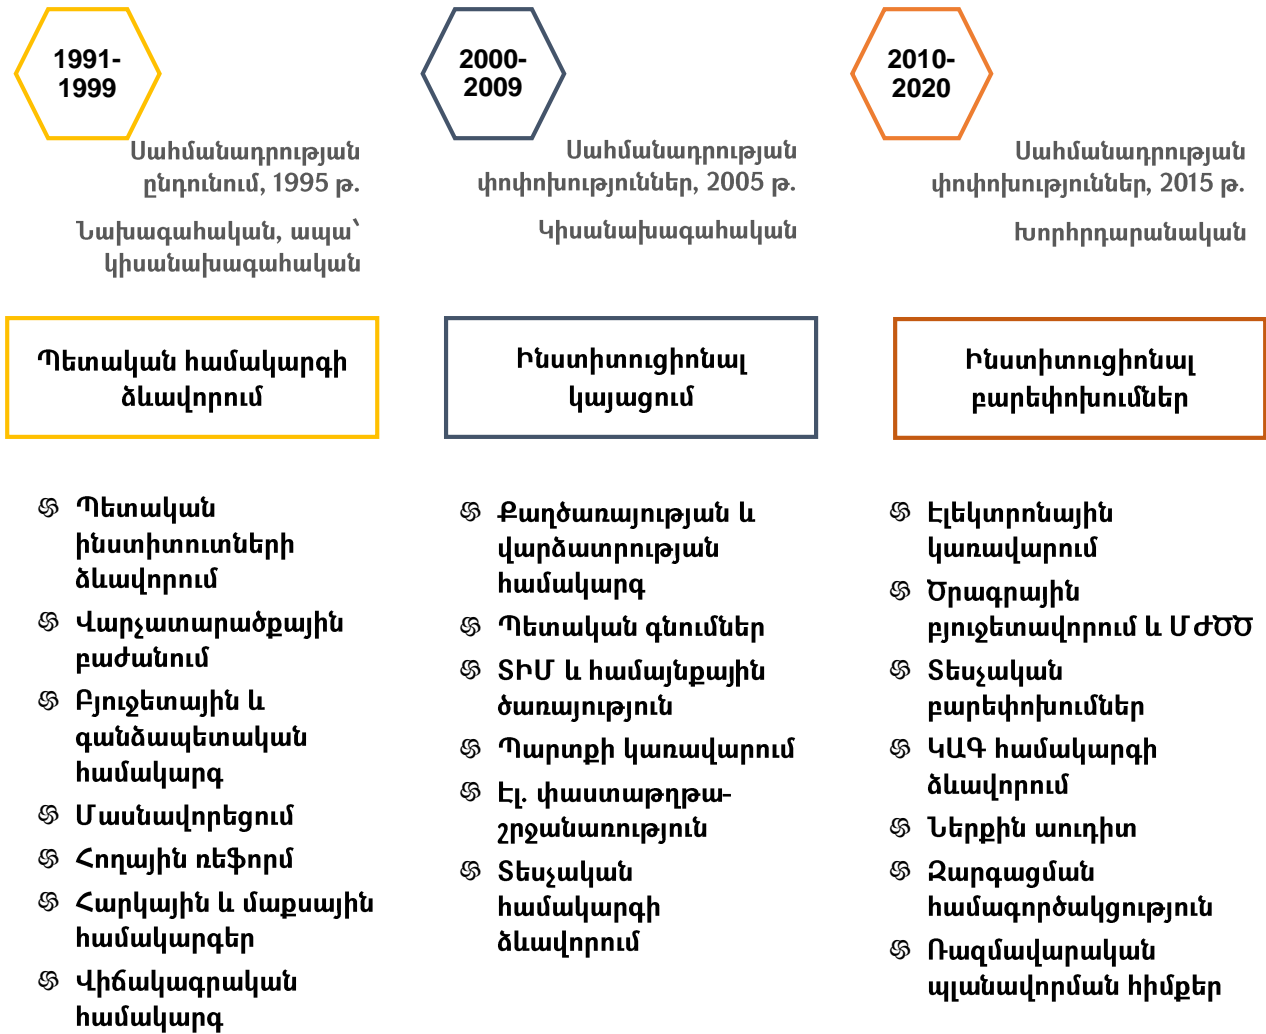 1991-
1999
Սահմանադրության
ընդունում, 1995 թ.
Նախագահական, ապա՝
կիսանախագահական
Պետական համակարգի
ձևավորում
Պետական
ինստիտուտների
ձևավորում
Վարչատարածքային
բաժանում
Բյուջետային և
գանձապետական
համակարգ
Մասնավորեցում
Հողային ռեֆորմ
Հարկային և մաքսային
համակարգեր
Վիճակագրական
համակարգ
2000-
2009
Սահմանադրության
փոփոխություններ, 2005 թ.
Կիսանախագահական
Ինստիտուցիոնալ
կայացում
Քաղծառայության և
վարձատրության
համակարգ
Պետական գնումներ
ՏԻՄ և համայնքային
ծառայություն
Պարտքի կառավարում
Էլ. փաստաթղթա-
շրջանառություն
Տեսչական
համակարգի
ձևավորում
2010-
2020
Սահմանադրության
փոփոխություններ, 2015 թ.
Խորհրդարանական
Ինստիտուցիոնալ
բարեփոխումներ
Էլեկտրոնային
կառավարում
Ծրագրային
բյուջետավորում և ՄԺԾԾ
Տեսչական
բարեփոխումներ
ԿԱԳ համակարգի
ձևավորում
Ներքին աուդիտ
Զարգացման
համագործակցություն
Ռազմավարական
պլանավորման հիմքեր